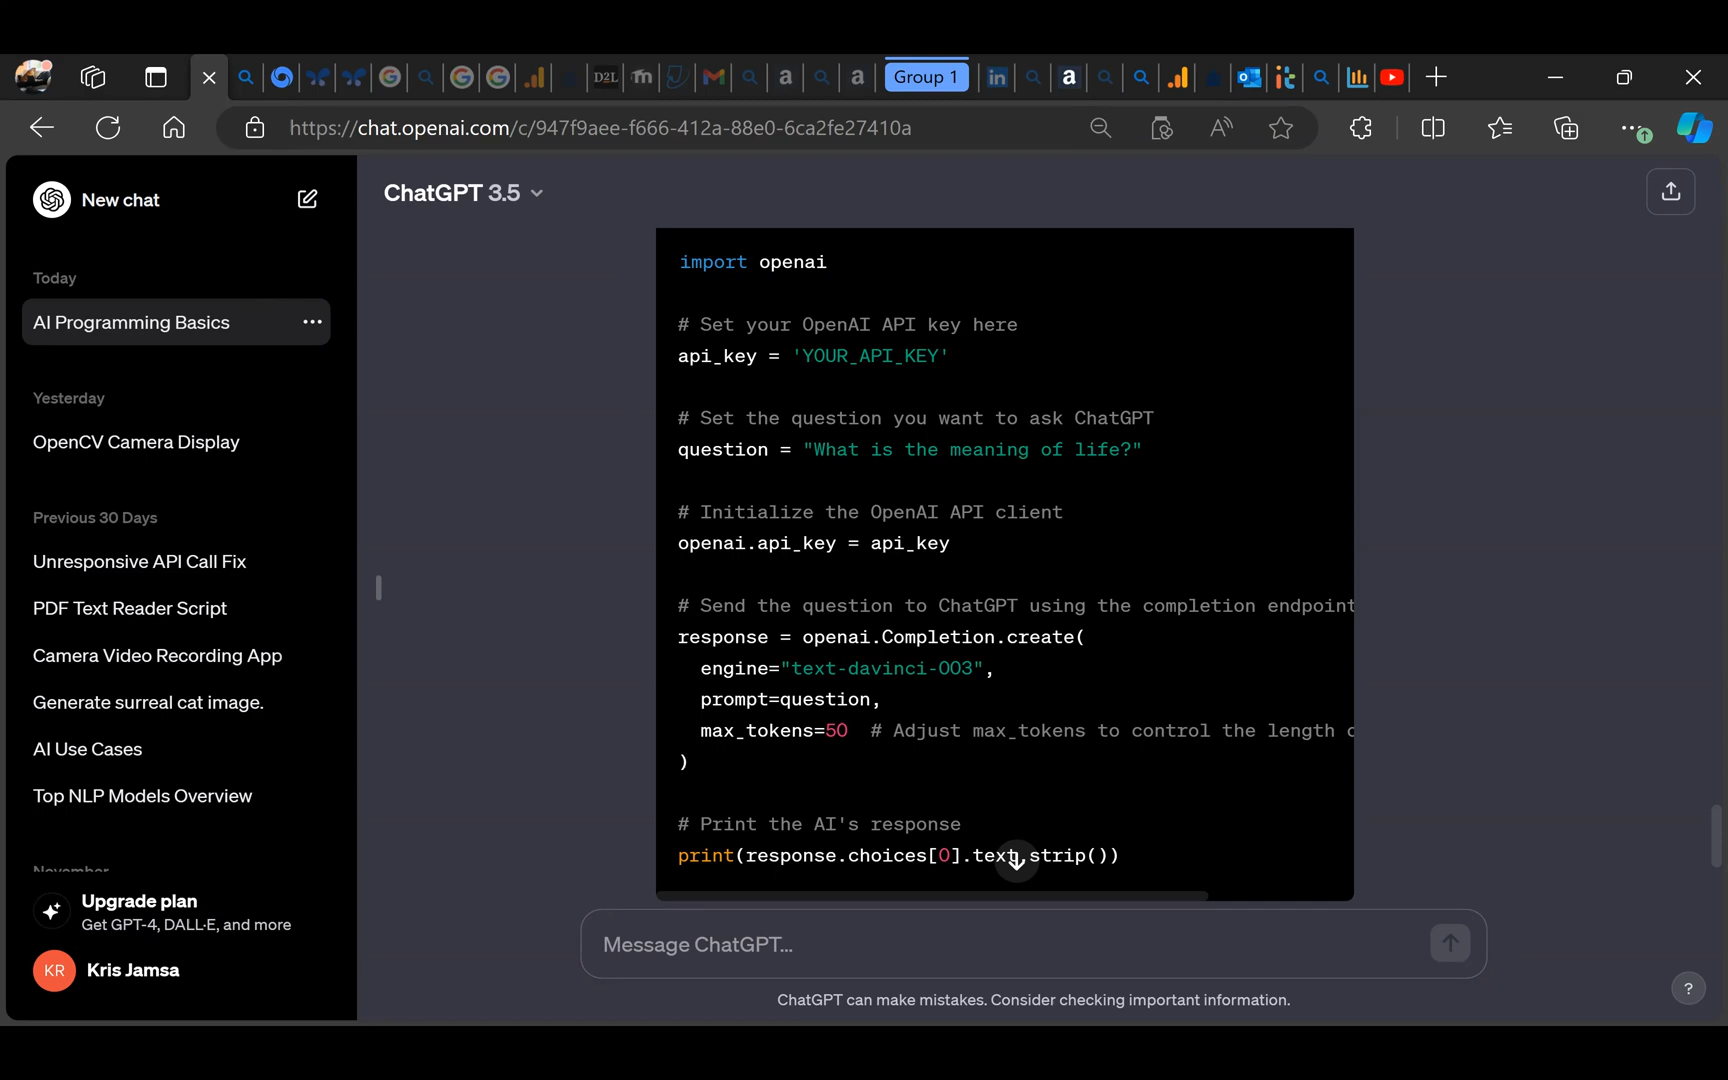 D2L
m
a
a
Group 1
in
a
it
https://chat.openai.com/c/947f9aee-f666-412a-88e0-6ca2fe27410a
New chat
Today
AI Programming Basics
Yesterday
OpenCV Camera Display
Previous 30 Days
Unresponsive API Call Fix
PDF Text Reader Script
Camera Video Recording App
Generate surreal cat image.
AI Use Cases
Top NLP Models Overview
November
Upgrade plan
Get GPT-4, DALL·E, and more
KR
Kris Jamsa
ChatGPT 3.5
import openai
# Set your OpenAI API key here
api_key = 'YOUR_API_KEY'
# Set the question you want to ask ChatGPT
question = "What is the meaning of life?"
# Initialize the OpenAI API client
openai.api_key = api_key
# Send the question to ChatGPT using the completion endpoint
response = openai.Completion.create(
engine="text-davinci-003",
prompt=question,
max_tokens=50 # Adjust max_tokens to control the length
)
# Print the AI's response
print(response.choices[0].text.strip())
Message ChatGPT...
ChatGPT can make mistakes. Consider checking important information.
?